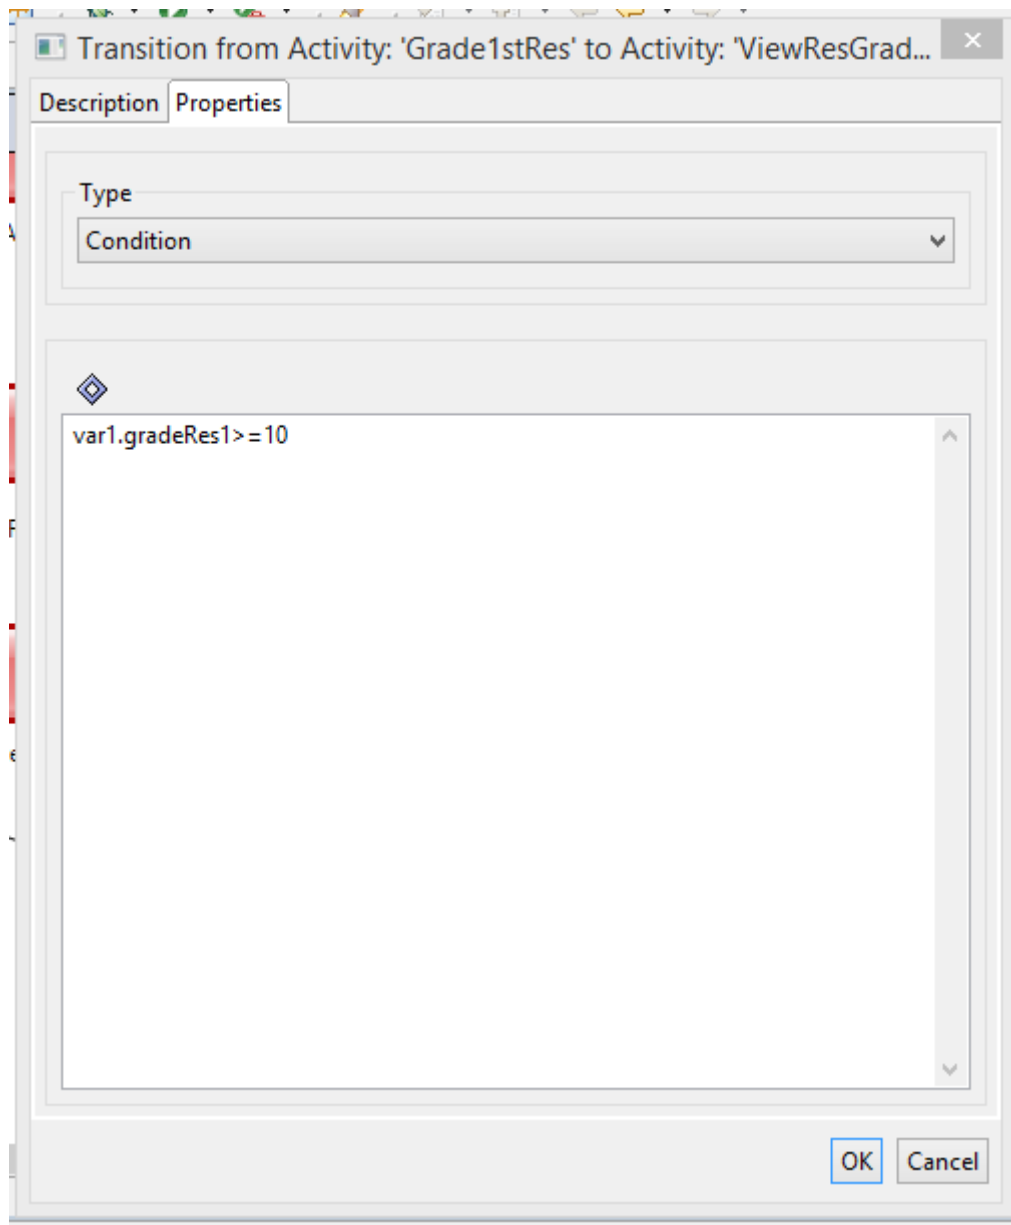 Transition from Activity: 'Grade1stRes' to Activity: 'ViewResGrad...
Description Properties
Type
Condition
var1.gradeRes1>=10
OK Cancel